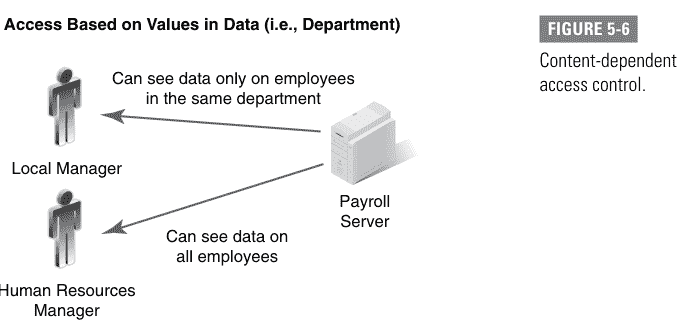 Access Based on Values in Data (i.e., Department)
FIGURE 5-6
Content-dependent
access control.
Can see data only on employees
in the same department
Local Manager
Payroll
Server
Can see data on
all employees
Human Resources
Manager